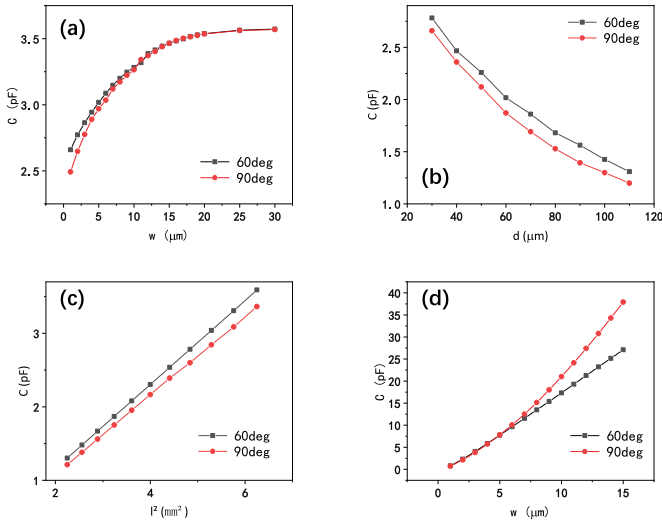 (a)
3.5
3.0
2.5
C (pF)
60deg
90deg
0 5 10 15 20 25 30
w (μm)
60deg
90deg
2.5
2.0
1.5
1.0
C (pF)
(b)
20 40 60 80 100 120
d (μm)
(c)
3
2
1
C (pF)
60deg
90deg
2 4 6
l² (mm²)
(d)
40
35
30
25
20
15
10
5
0
C (pF)
60deg
90deg
0 5 10 15
w (μm)